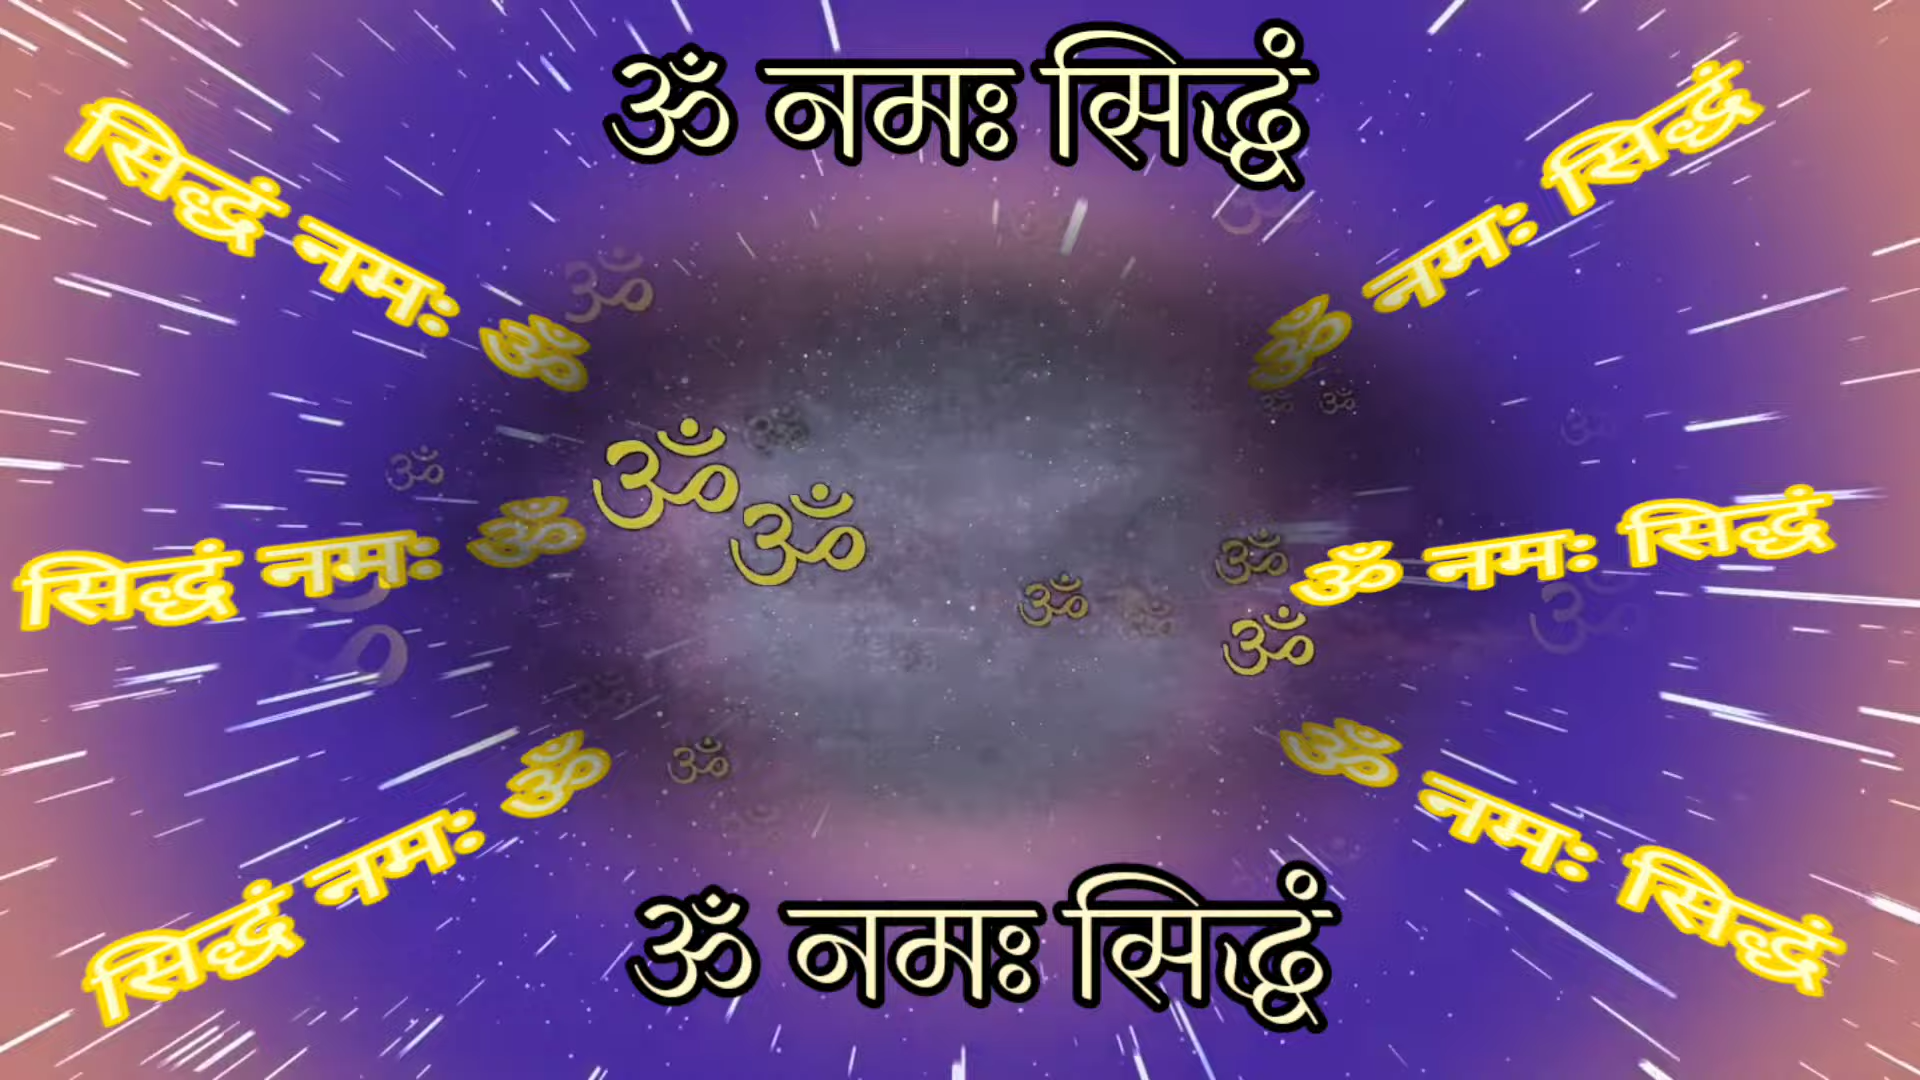 ॐ नमः सिद्धं
सिद्धं नमः ॐ
ॐ नमः सिद्धं
सिद्धं नमः ॐ
ॐ नमः सिद्धं
सिद्धं नमः ॐ
ॐ नमः सिद्धं
ॐ
ॐ
ॐ
ॐ
ॐ
ॐ
ॐ
ॐ
ॐ नमः सिद्धं